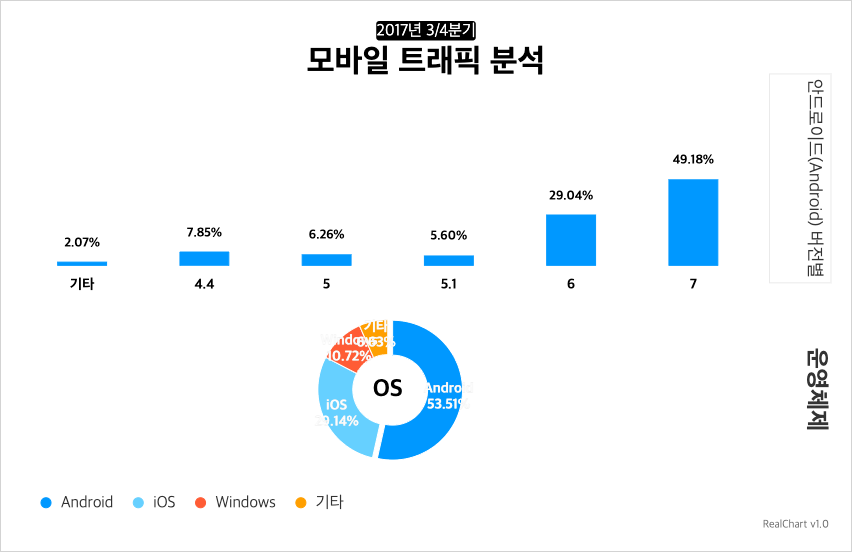 2017년 3/4분기
모바일 트래픽 분석
안드로이드(Android) 버전별
2.07%
7.85%
6.26%
5.60%
29.04%
49.18%
기타
4.4
5
5.1
6
7
운영체제
OS
Android
53.51%
iOS
29.14%
Windows
10.72%
기타
6.63%
Android
iOS
Windows
기타
RealChart v1.0